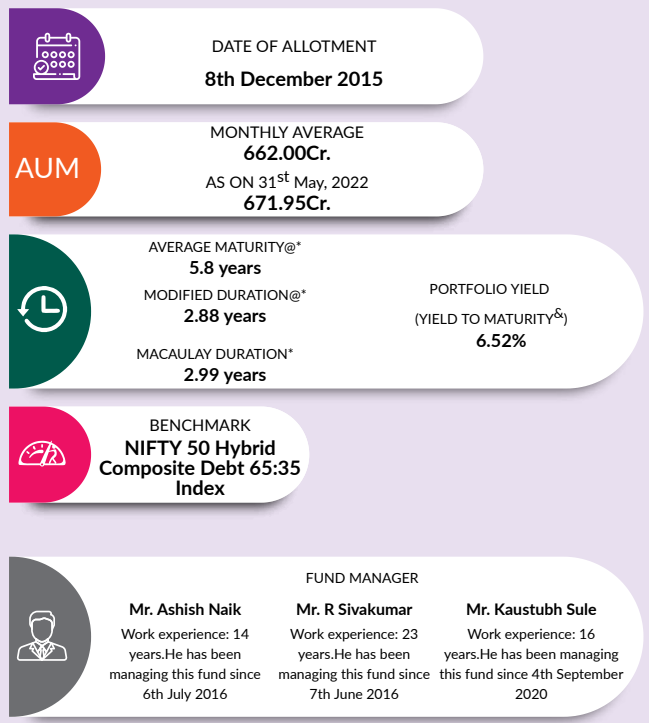 DATE OF ALLOTMENT
8th December 2015
AUM
MONTHLY AVERAGE
662.00Cr.
AS ON 31st May, 2022
671.95Cr.
AVERAGE MATURITY@*
5.8 years
MODIFIED DURATION@*
2.88 years
MACAULAY DURATION*
2.99 years
PORTFOLIO YIELD
(YIELD TO MATURITY&)
6.52%
BENCHMARK
NIFTY 50 Hybrid
Composite Debt 65:35
Index
FUND MANAGER
Mr. Ashish Naik
Work experience: 14
years.He has been
managing this fund since
6th July 2016
Mr. R Sivakumar
Work experience: 23
years.He has been
managing this fund since
7th June 2016
Mr. Kaustubh Sule
Work experience: 16
years.He has been managing
this fund since 4th September
2020